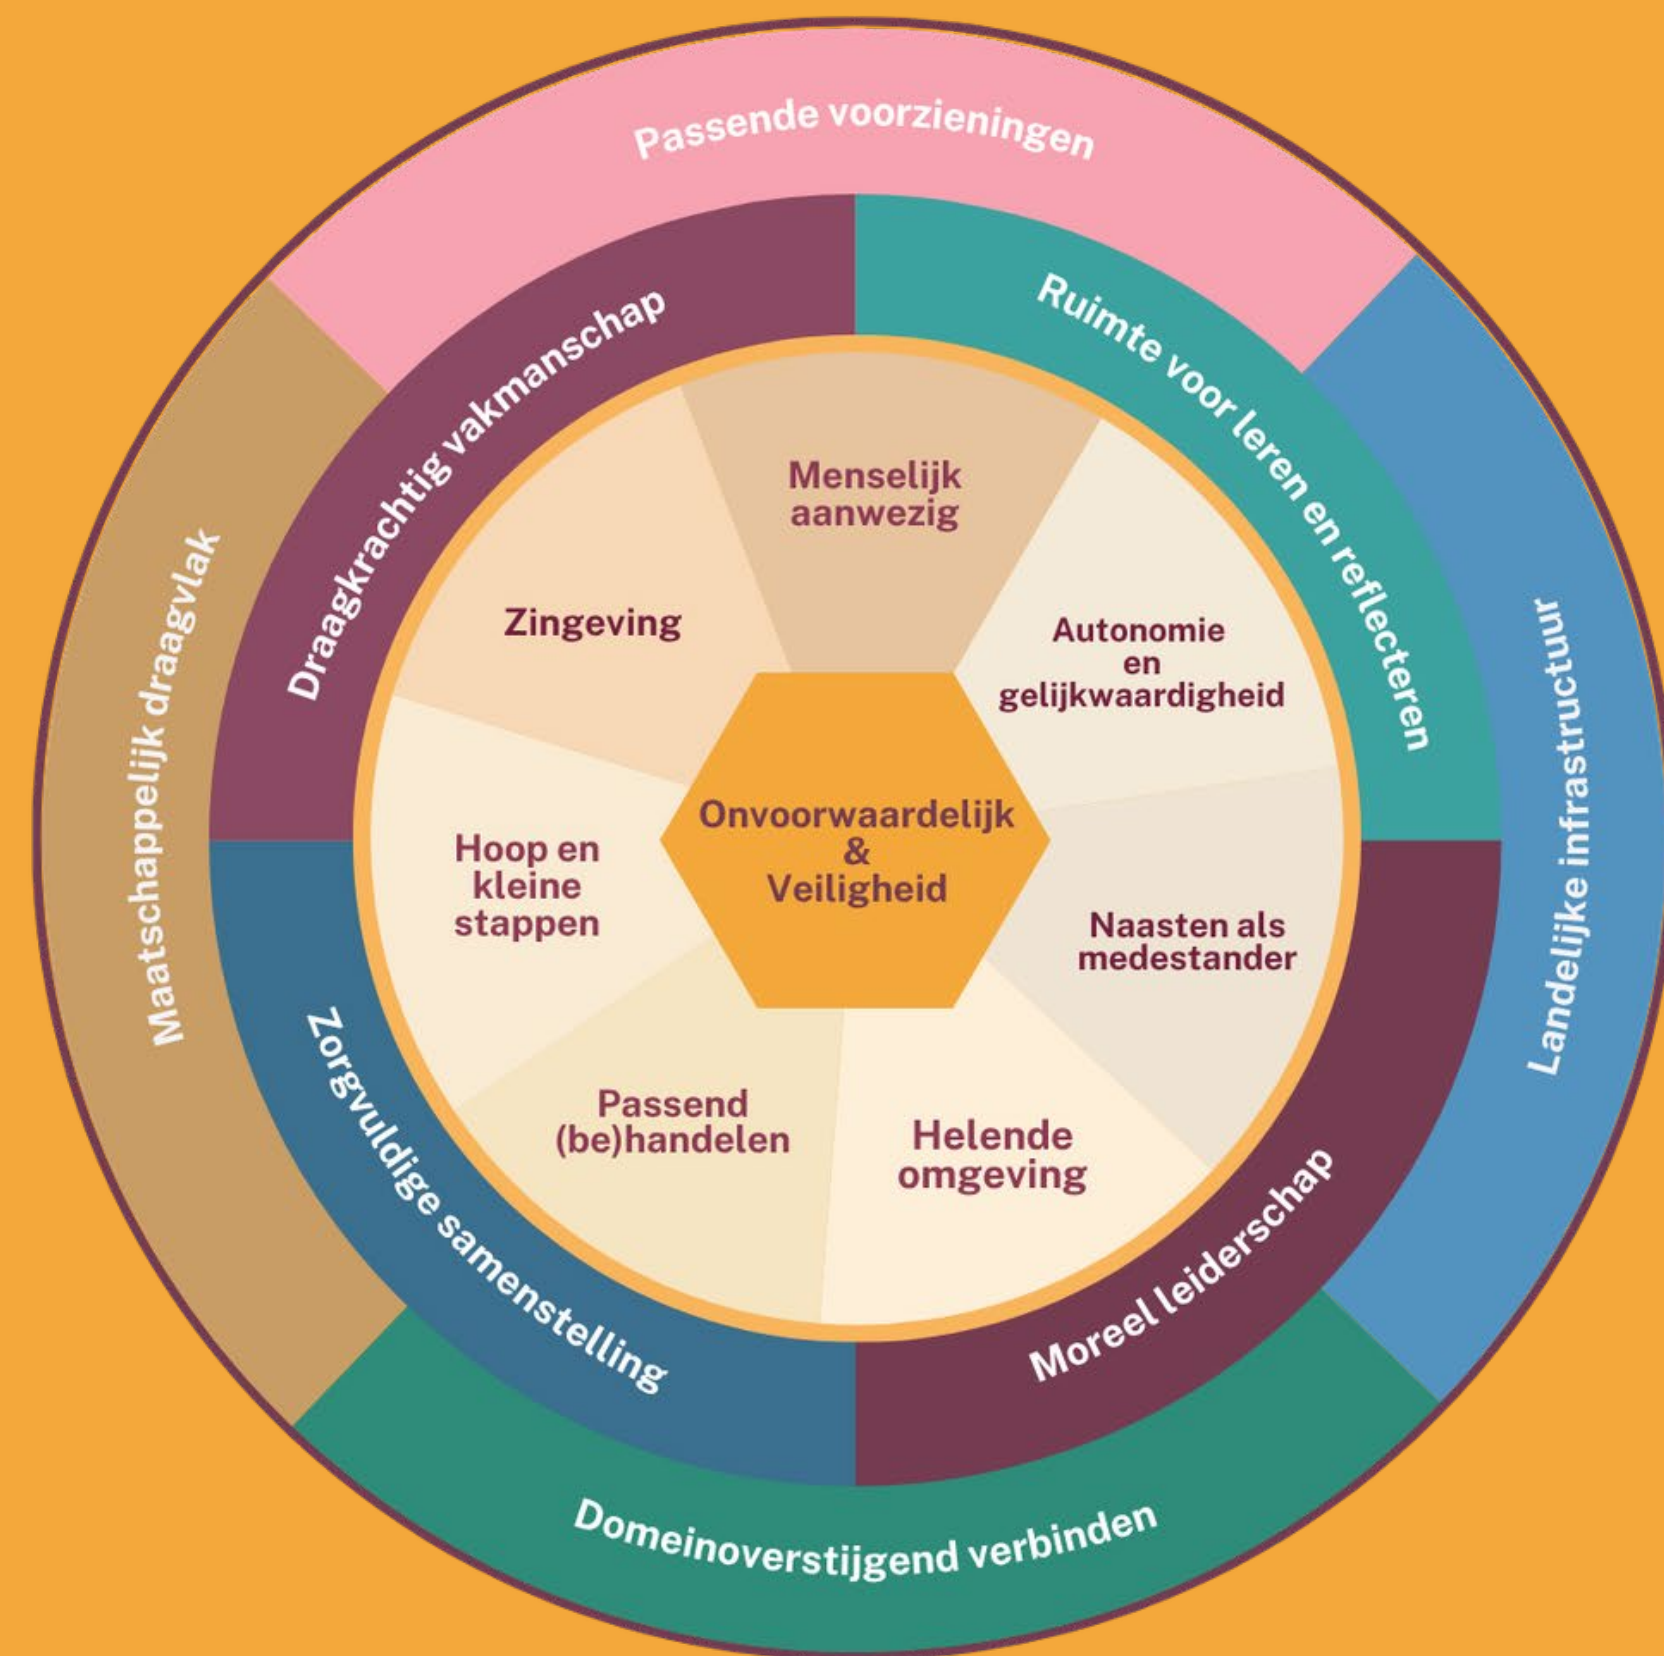 Passende voorzieningen
Draagkrachtig vakmanschap
Ruimte voor leren en reflecteren
Maatschappelijk draagvlak
Landelijke infrastructuur
Menselijk
aanwezig
Zingeving
Autonomie
en
gelijkwaardigheid
Onvoorwaardelijk
&
Veiligheid
Hoop en
kleine
stappen
Naasten als
medestander
Passend
(be)handelen
Helende
omgeving
Zorgvuldige samenstelling
Moreel leiderschap
Domeinoverstijgend verbinden